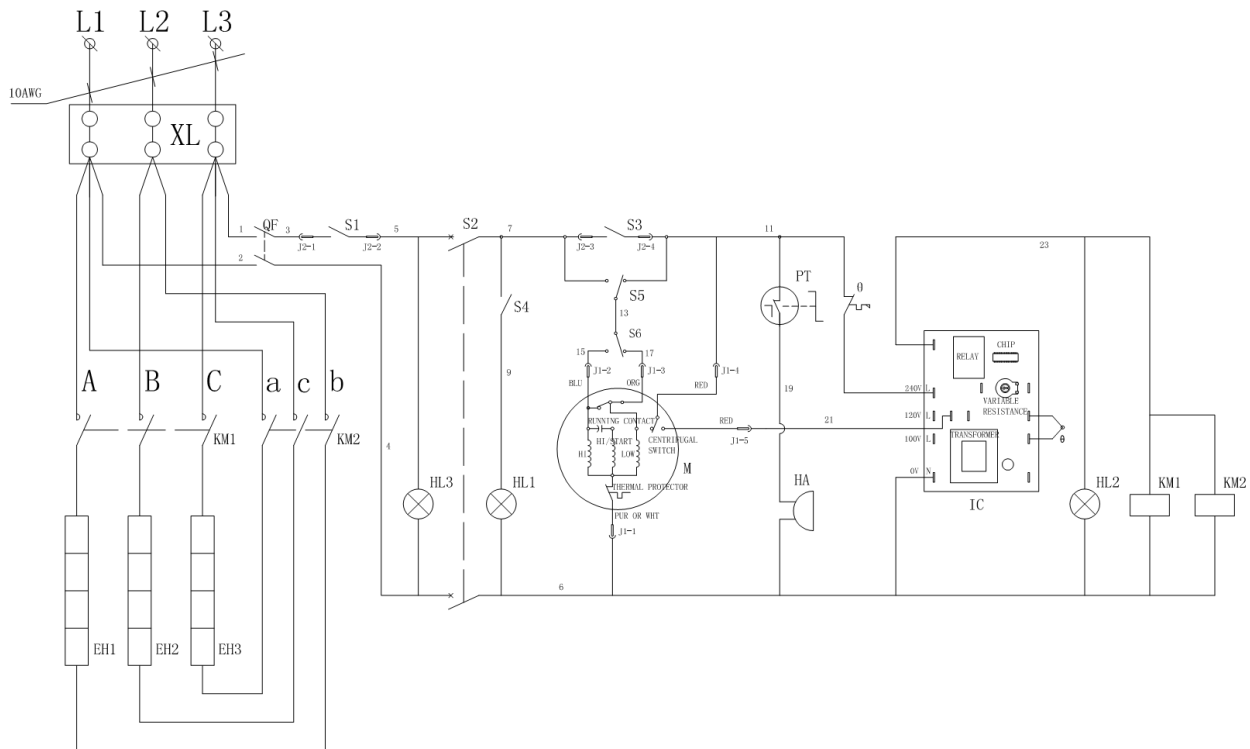 L1 L2 L3
10AWG
XL
1 QF 3 S1 5 S2 7 S3 11 23
J2-1 J2-2 J2-3 J2-4
2
PT θ
S4 S5
13
S6
15 17
J1-2 J1-3 J1-4
BLU ORG RED
9 19
A B C a c b
KM1 KM2
4
RELAY CHIP
240V L
VARIABLE
RESISTANCE
120V L
100V L
TRANSFORMER
0V N
θ
IC
RED 21
J1-5
RUNNING CONTACT
HI/START
CENTRIFUGAL
SWITCH
HI LOW
M
THERMAL PROTECTOR
PUR OR WHT
J1-1
HL3 HL1 HA HL2 KM1 KM2
6
EH1 EH2 EH3